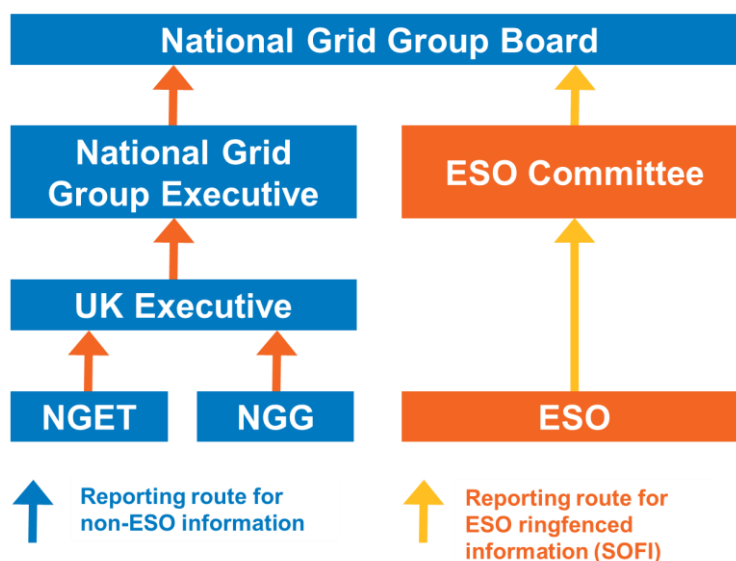 National Grid Group Board
National Grid
Group Executive
ESO Committee
UK Executive
NGET
NGG
ESO
Reporting route for
non-ESO information
Reporting route for
ESO ringfenced
information (SOFI)